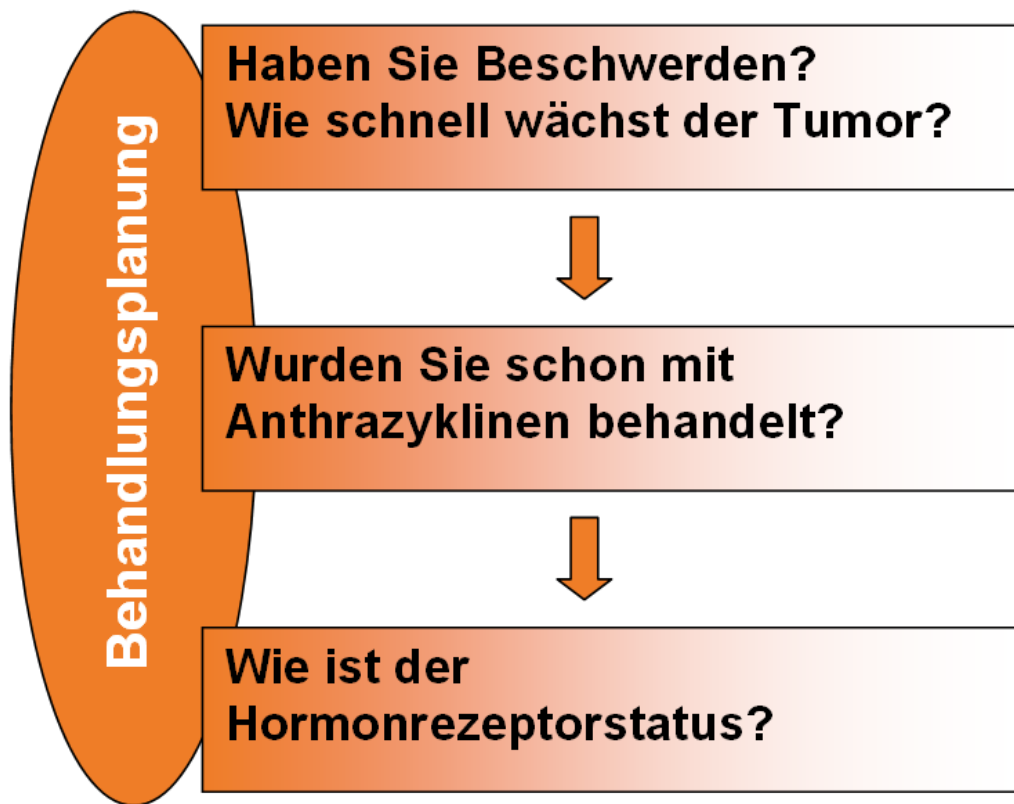 Behandlungsplanung
Haben Sie Beschwerden?
Wie schnell wächst der Tumor?
Wurden Sie schon mit
Anthrazyklinen behandelt?
Wie ist der
Hormonrezeptorstatus?